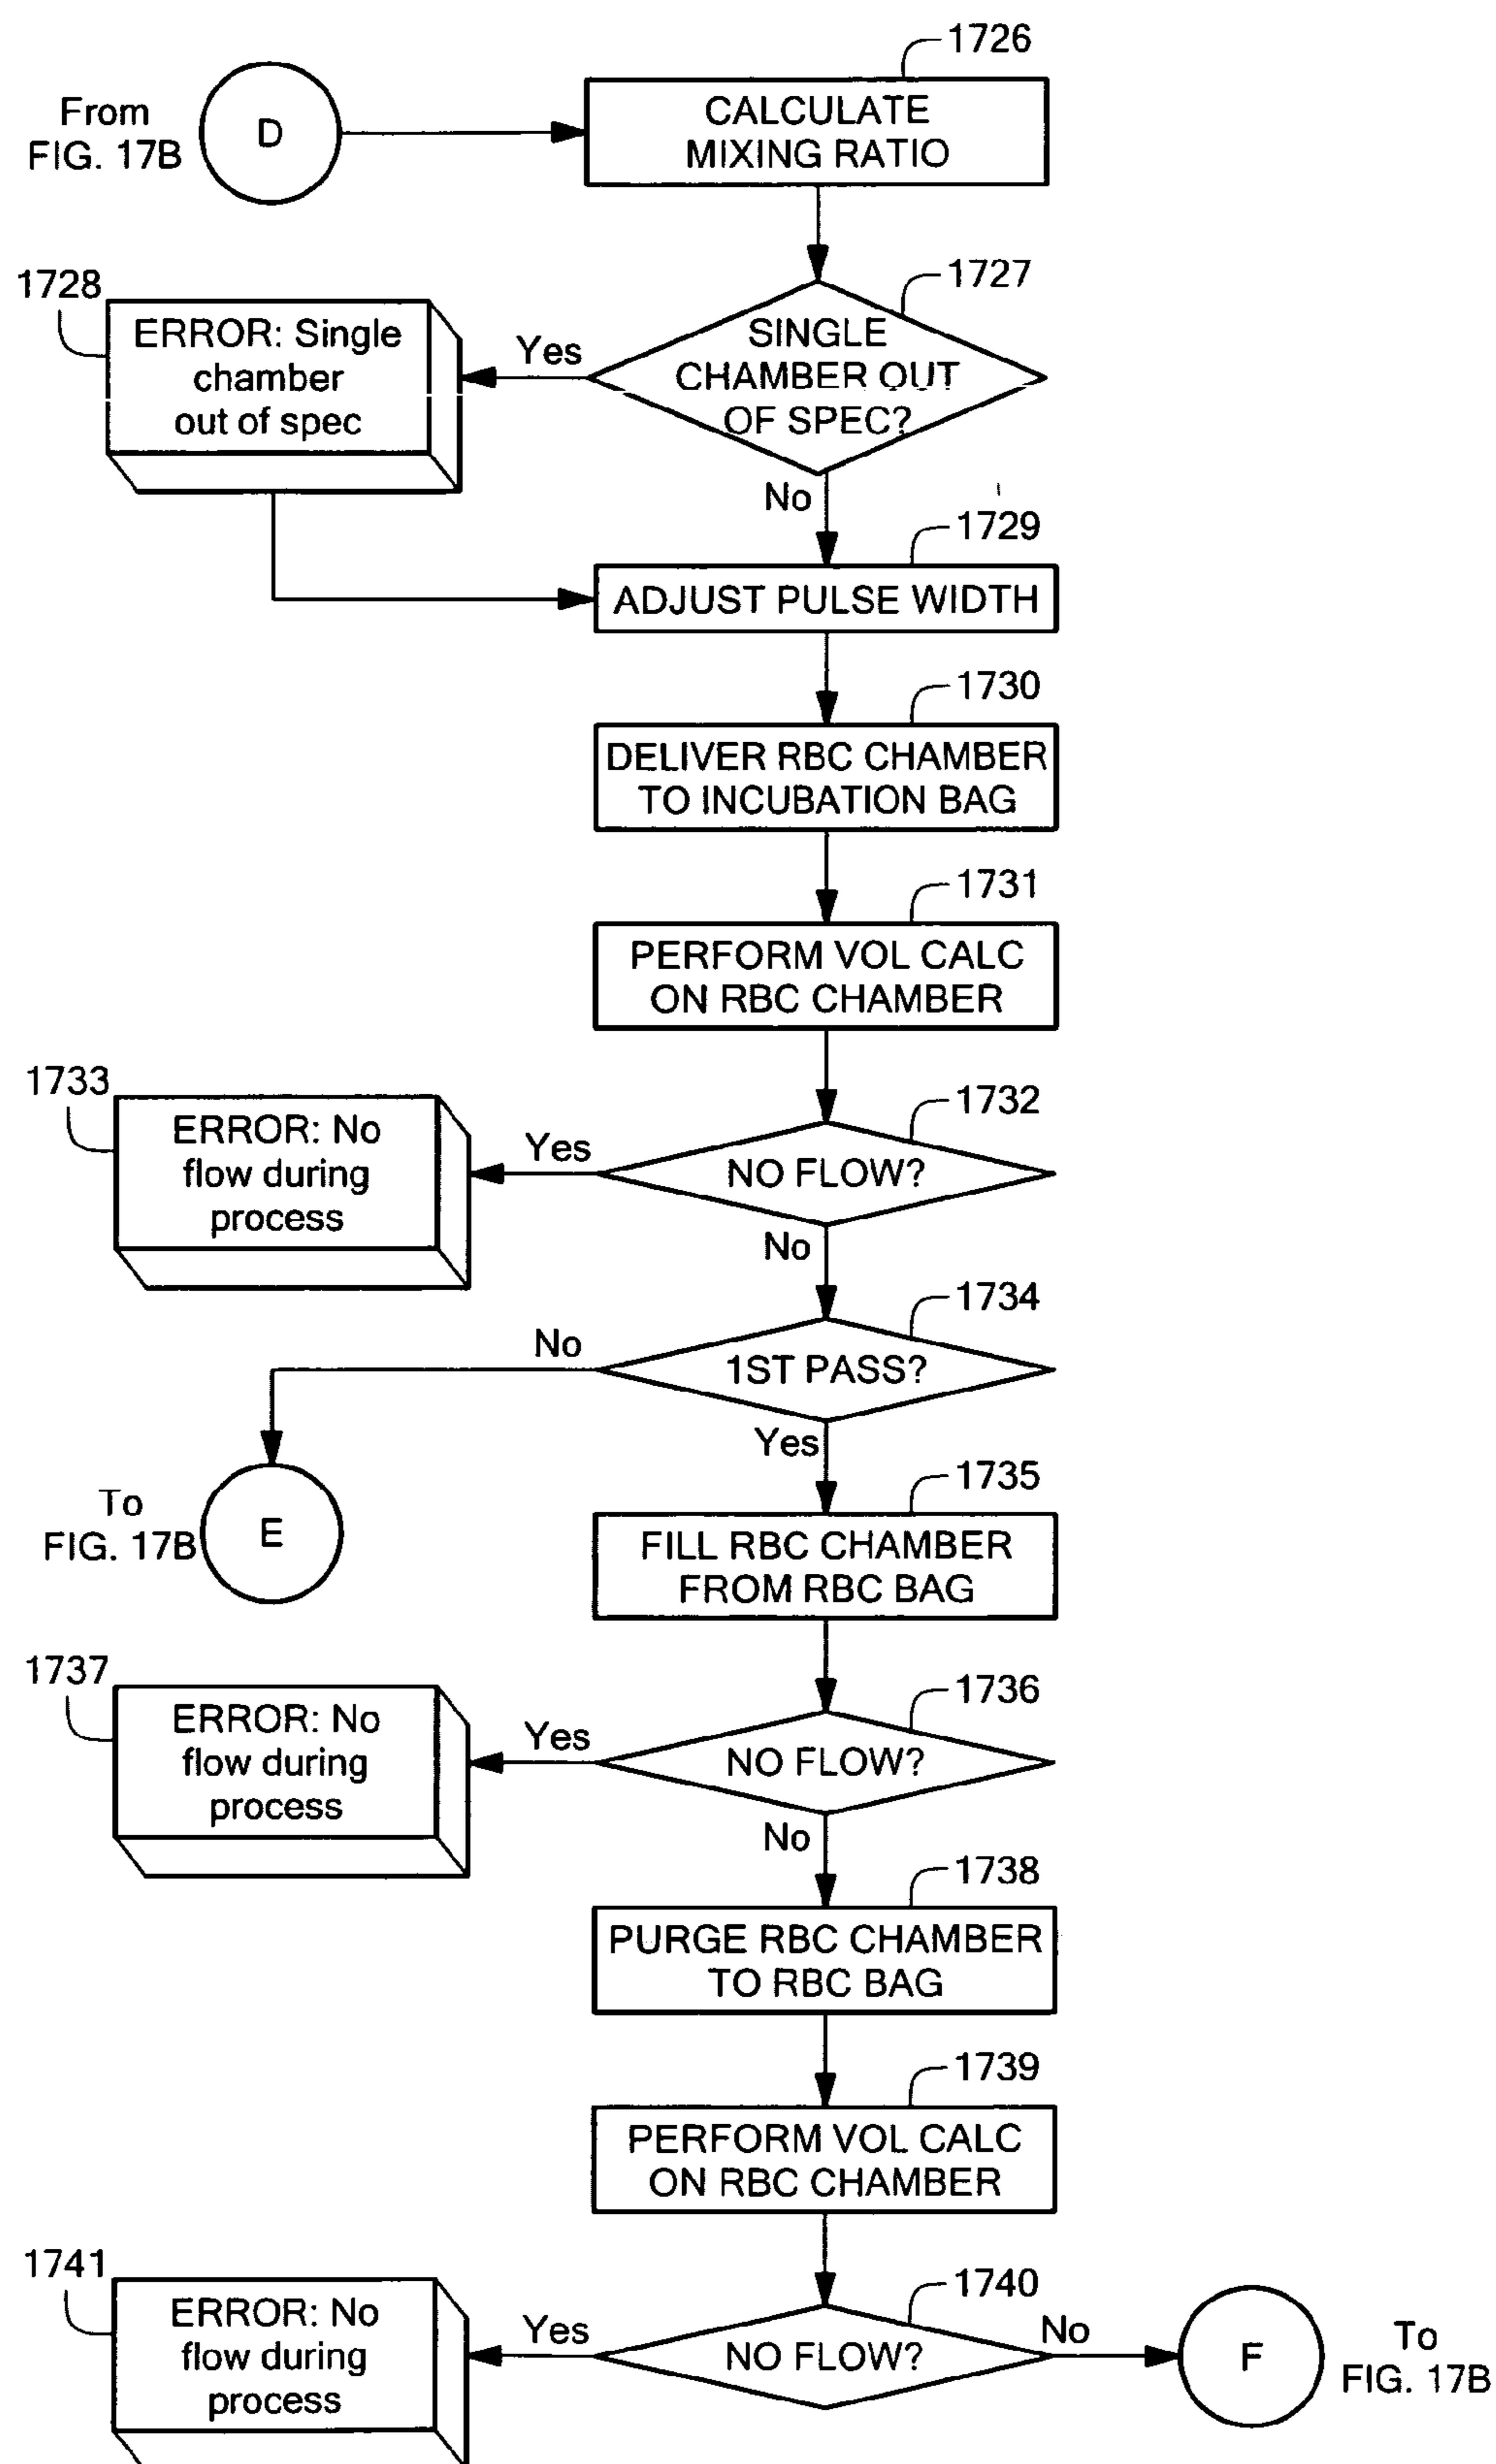 1726
From
FIG. 17B
D
CALCULATE
MIXING RATIO
1727
1728
ERROR: Single
chamber
out of spec
Yes
SINGLE
CHAMBER OUT
OF SPEC?
No
1729
ADJUST PULSE WIDTH
1730
DELIVER RBC CHAMBER
TO INCUBATION BAG
1731
PERFORM VOL CALC
ON RBC CHAMBER
1733
ERROR: No
flow during
process
Yes
1732
NO FLOW?
No
1734
No
1ST PASS?
Yes
To
FIG. 17B
E
1735
FILL RBC CHAMBER
FROM RBC BAG
1737
ERROR: No
flow during
process
Yes
1736
NO FLOW?
No
1738
PURGE RBC CHAMBER
TO RBC BAG
1739
PERFORM VOL CALC
ON RBC CHAMBER
1741
ERROR: No
flow during
process
Yes
1740
NO FLOW?
No
F
To
FIG. 17B